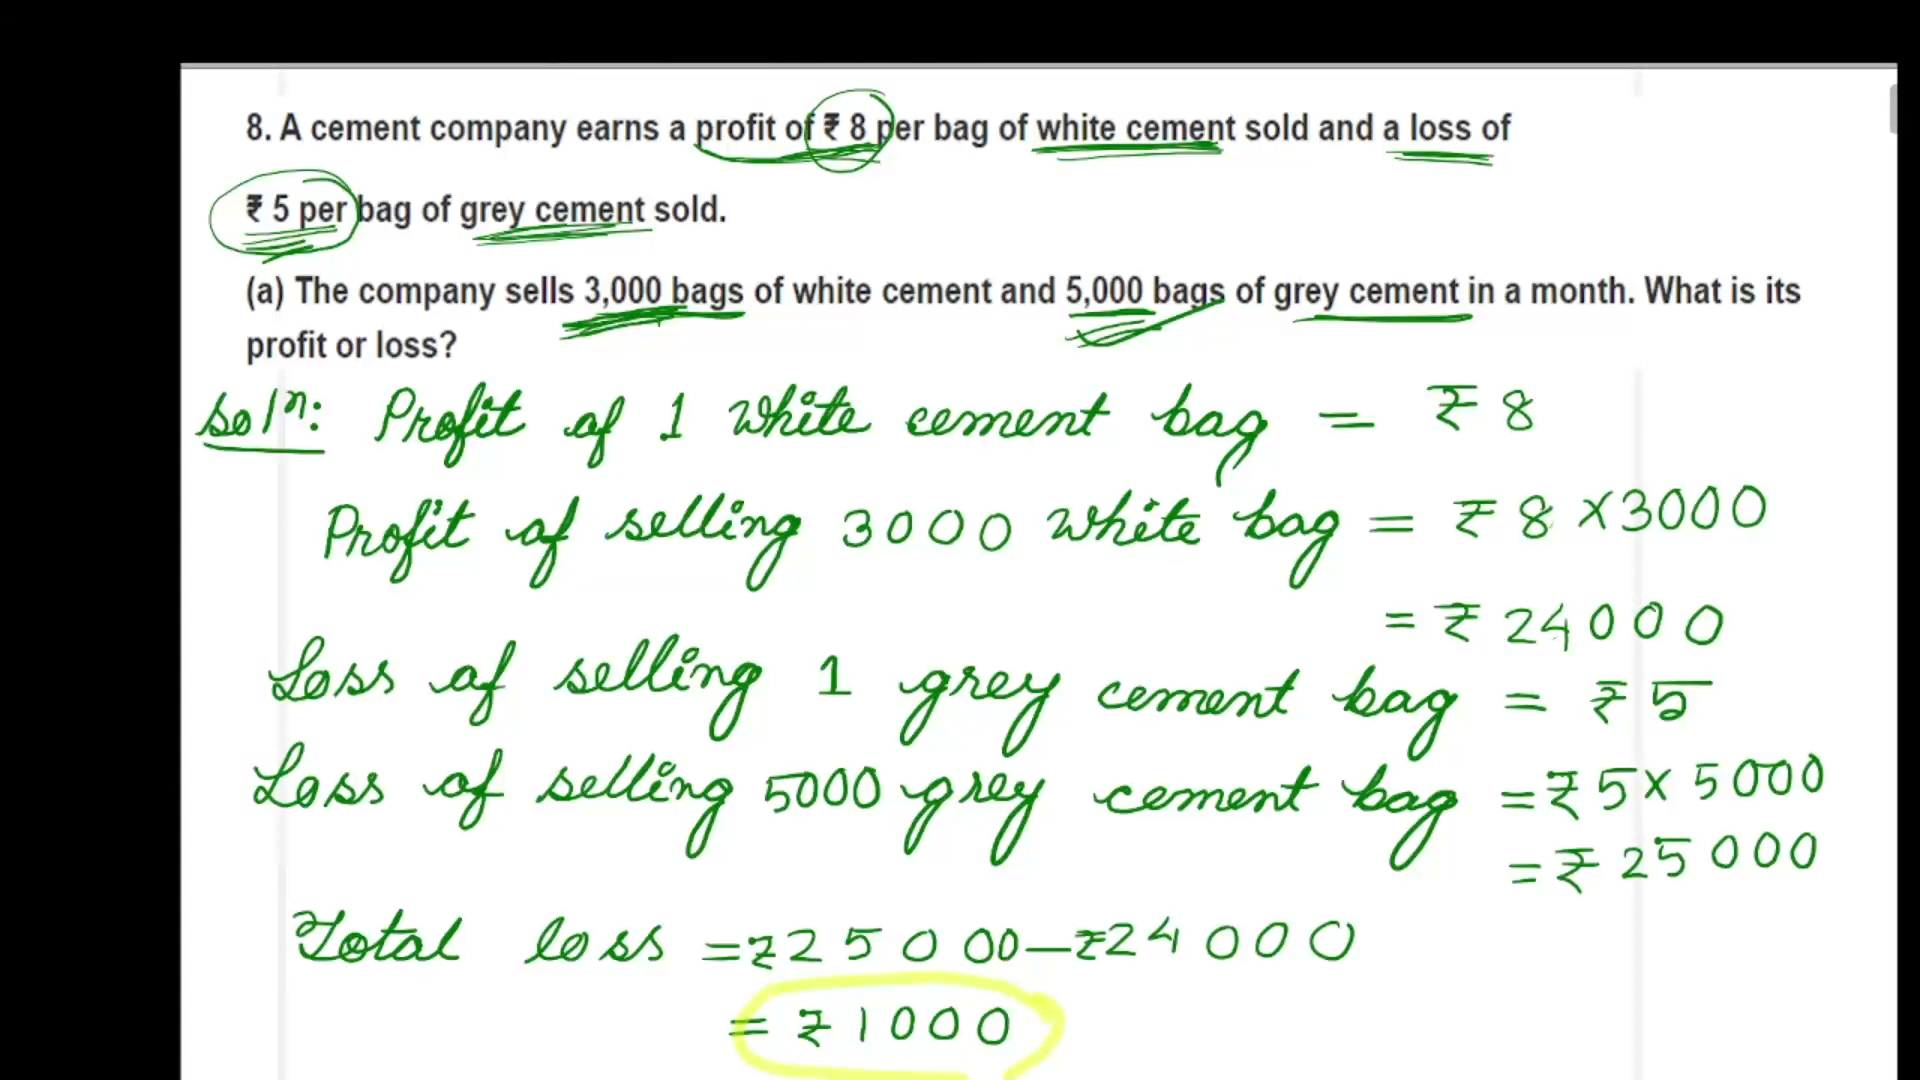 8. A cement company earns a profit of ₹ 8 per bag of white cement sold and a loss of
₹ 5 per bag of grey cement sold.
(a) The company sells 3,000 bags of white cement and 5,000 bags of grey cement in a month. What is its
profit or loss?
Solⁿ: Profit of 1 white cement bag = ₹ 8
Profit of selling 3000 white bag = ₹ 8 × 3000
= ₹ 24000
Loss of selling 1 grey cement bag = ₹ 5
Loss of selling 5000 grey cement bag = ₹ 5 × 5000
= ₹ 25000
Total loss = ₹ 25000 – ₹ 24000
= ₹ 1000